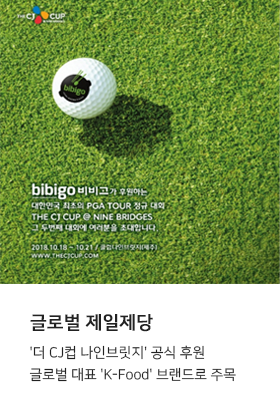 THE CJ CUP
bibigo
bibigo 비비고가 후원하는
대한민국 최초의 PGA TOUR 정규 대회
THE CJ CUP @ NINE BRIDGES
그 두번째 대회에 여러분을 초대합니다.
2018.10.18 – 10.21 / 클럽나인브릿지(제주)
WWW.THECJCUP.COM
글로벌 제일제당
'더 CJ컵 나인브릿지' 공식 후원
글로벌 대표 'K-Food' 브랜드로 주목